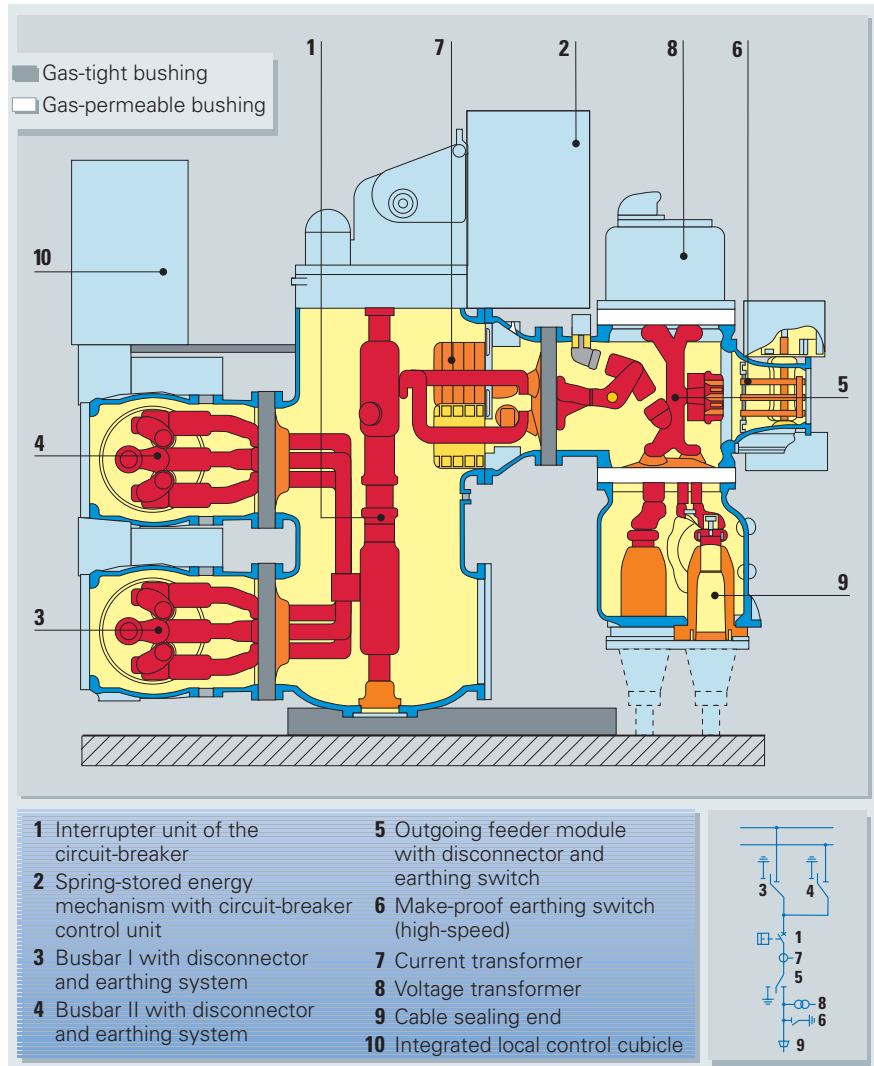 1 7 2 8 6
Gas-tight bushing
Gas-permeable bushing
10
5
4
9
3
1 Interrupter unit of the
circuit-breaker
2 Spring-stored energy
mechanism with circuit-breaker
control unit
3 Busbar I with disconnector
and earthing system
4 Busbar II with disconnector
and earthing system
5 Outgoing feeder module
with disconnector and
earthing switch
6 Make-proof earthing switch
(high-speed)
7 Current transformer
8 Voltage transformer
9 Cable sealing end
10 Integrated local control cubicle
3 4
1
7
5
8
6
9